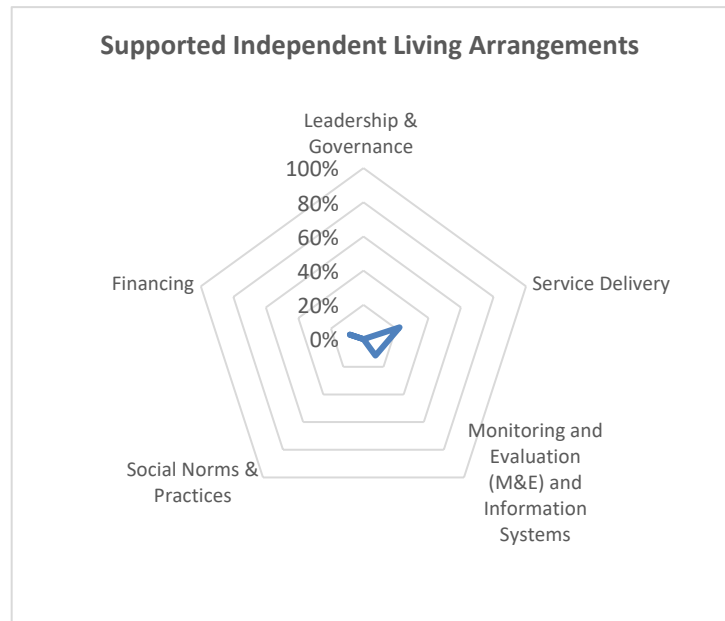 Supported Independent Living Arrangements
Leadership &
Governance
100%
80%
60%
40%
20%
0%
Service Delivery
Monitoring and
Evaluation
(M&E) and
Information
Systems
Social Norms &
Practices
Financing